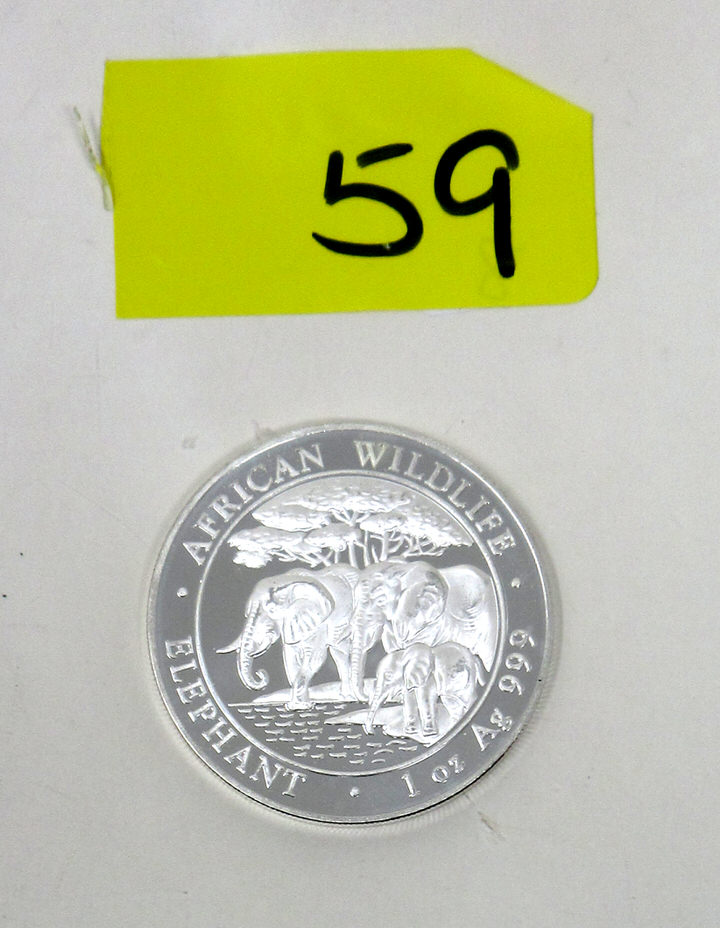 59
AFRICAN WILDLIFE
ELEPHANT
1 oz Ag 999